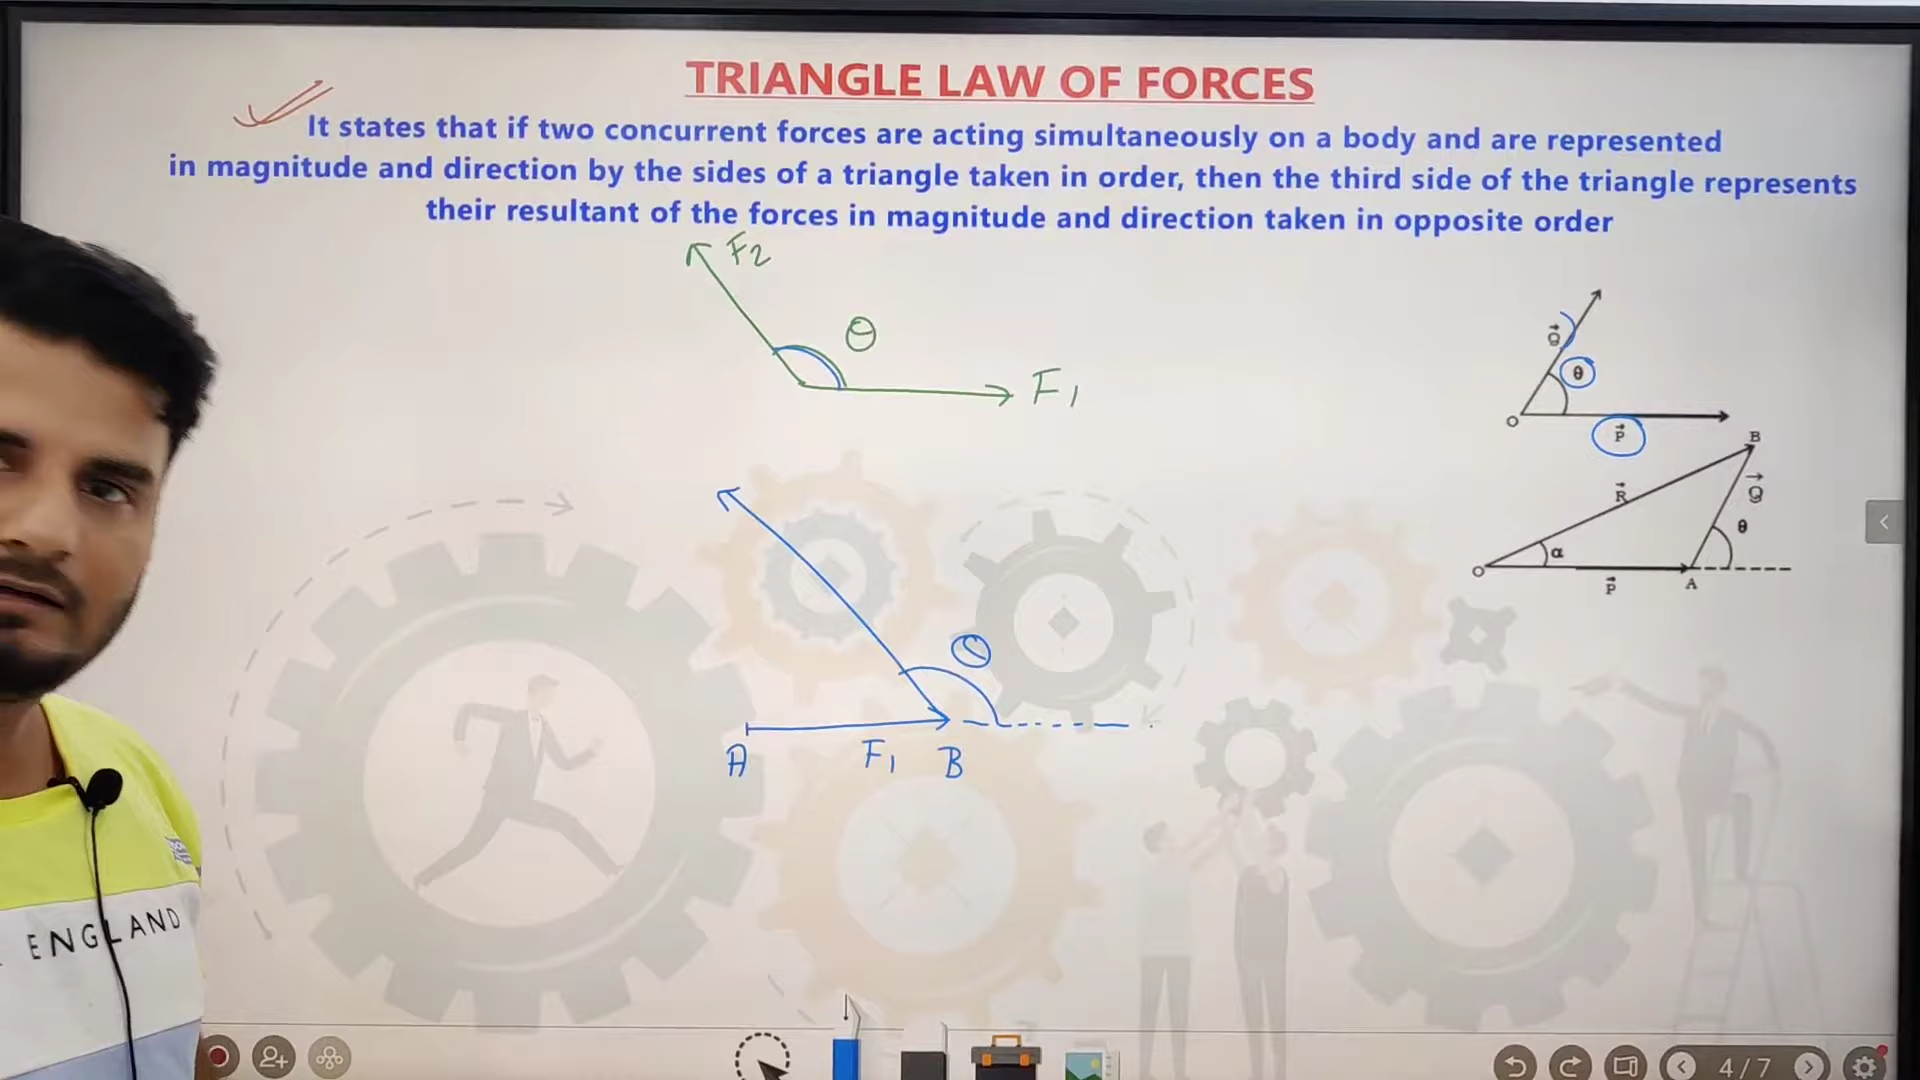 TRIANGLE LAW OF FORCES
It states that if two concurrent forces are acting simultaneously on a body and are represented
in magnitude and direction by the sides of a triangle taken in order, then the third side of the triangle represents
their resultant of the forces in magnitude and direction taken in opposite order
F2
θ
F1
Q
θ
O
P
B
R
Q
θ
α
O
P
A
θ
A
F1
B
ENGLAND
4/7